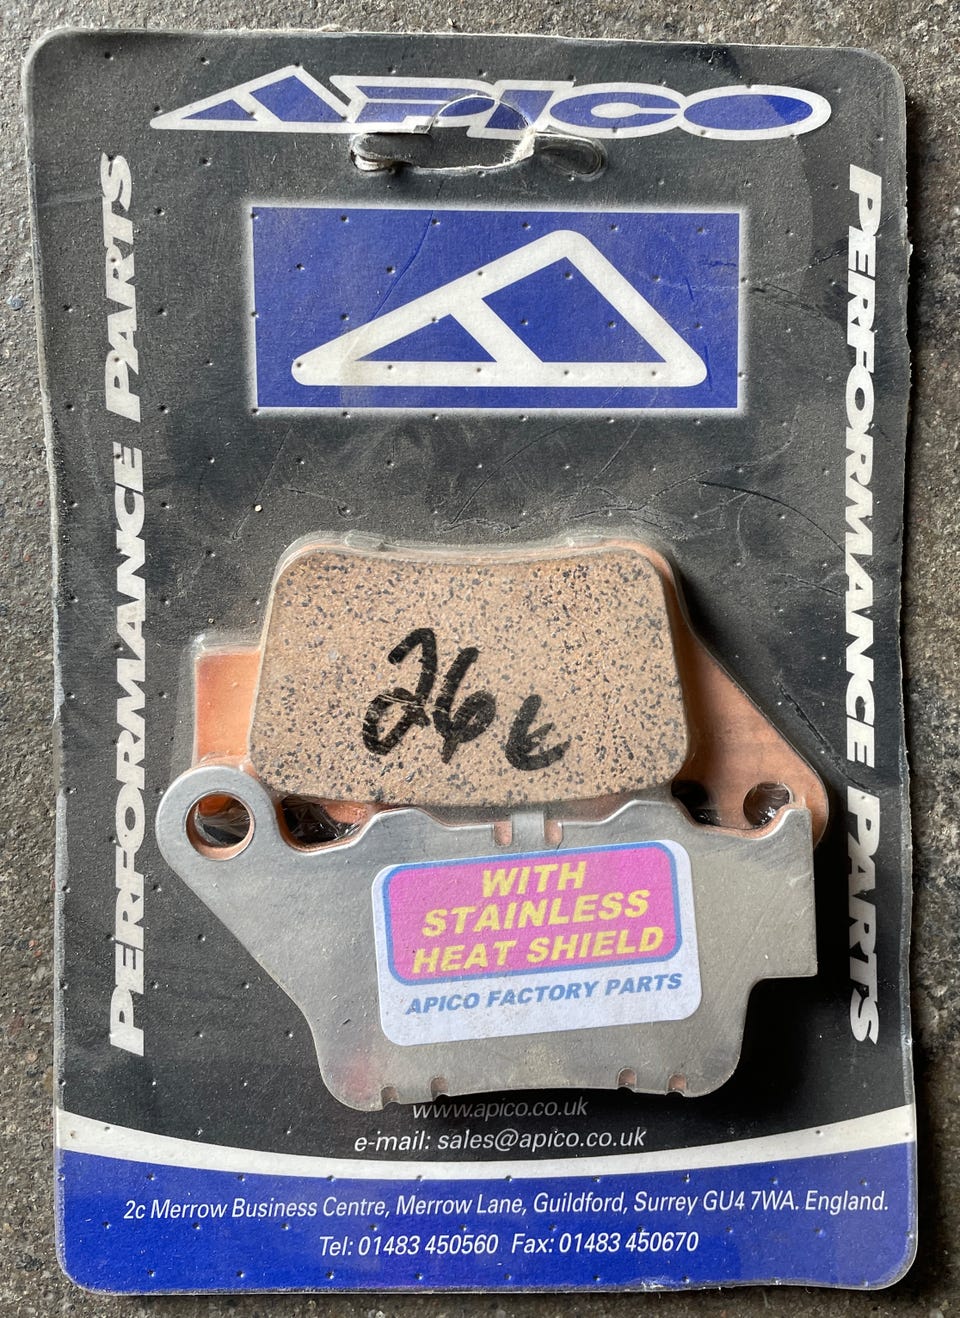 APICO
PERFORMANCE PARTS
PERFORMANCE PARTS
26 E
WITH
STAINLESS
HEAT SHIELD
APICO FACTORY PARTS
www.apico.co.uk
e-mail: sales@apico.co.uk
2c Merrow Business Centre, Merrow Lane, Guildford, Surrey GU4 7WA. England.
Tel: 01483 450560 Fax: 01483 450670